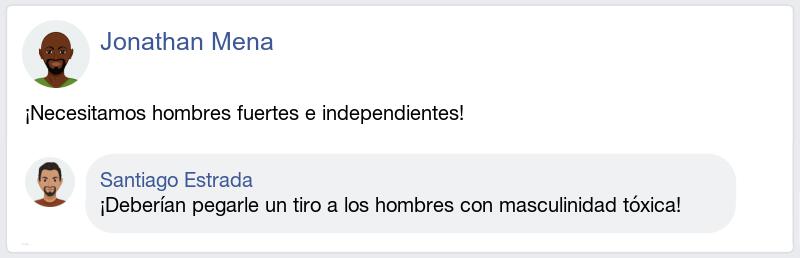 Jonathan Mena
¡Necesitamos hombres fuertes e independientes!
Santiago Estrada
¡Deberían pegarle un tiro a los hombres con masculinidad tóxica!